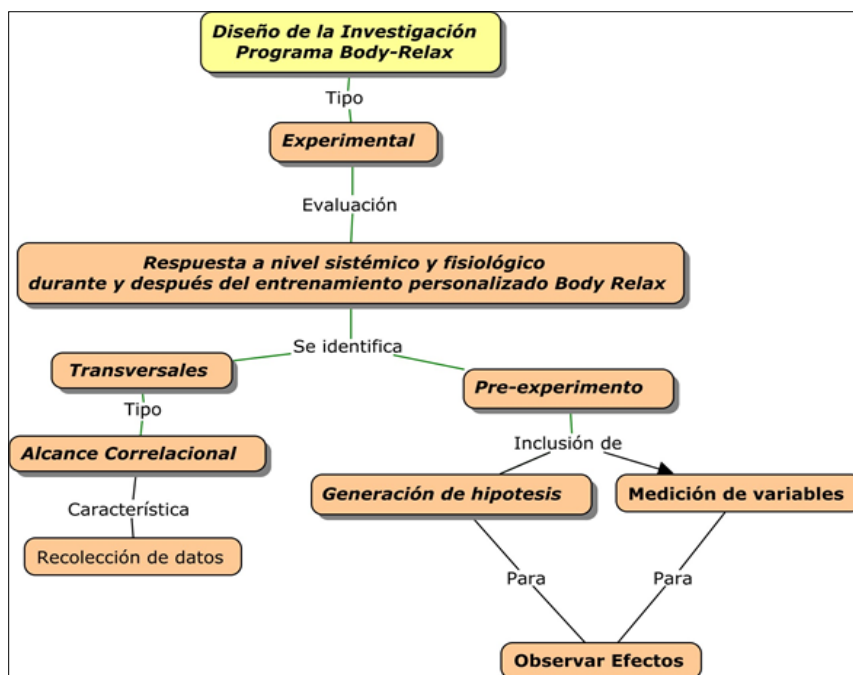 Diseño de la Investigación
Programa Body-Relax
Tipo
Experimental
Evaluación
Respuesta a nivel sistémico y fisiológico
durante y después del entrenamiento personalizado Body Relax
Se identifica
Transversales
Pre-experimento
Tipo
Inclusión de
Alcance Correlacional
Generación de hipotesis
Medición de variables
Característica
Recolección de datos
Para
Para
Observar Efectos